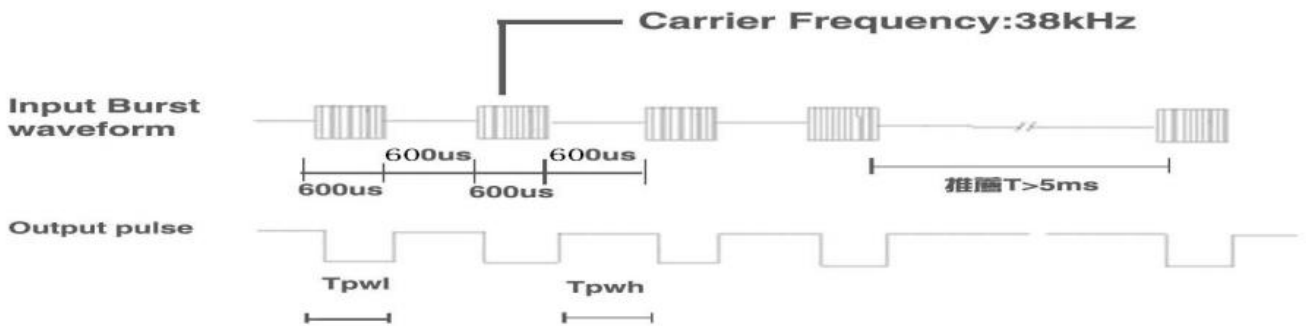 Carrier Frequency:38kHz
Input Burst
waveform
600us
600us
600us
600us
推薦T>5ms
Output pulse
Tpwl
Tpwh